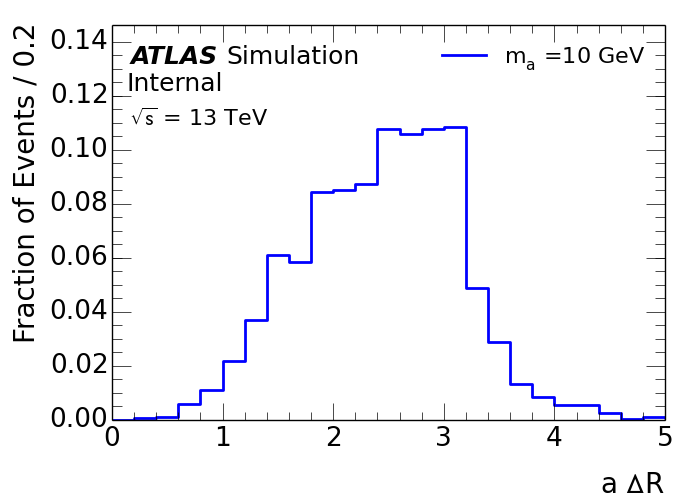 ATLAS Simulation
Internal
√s = 13 TeV
mₐ =10 GeV
Fraction of Events / 0.2
0.14
0.12
0.10
0.08
0.06
0.04
0.02
0.00
0 1 2 3 4 5
a ΔR